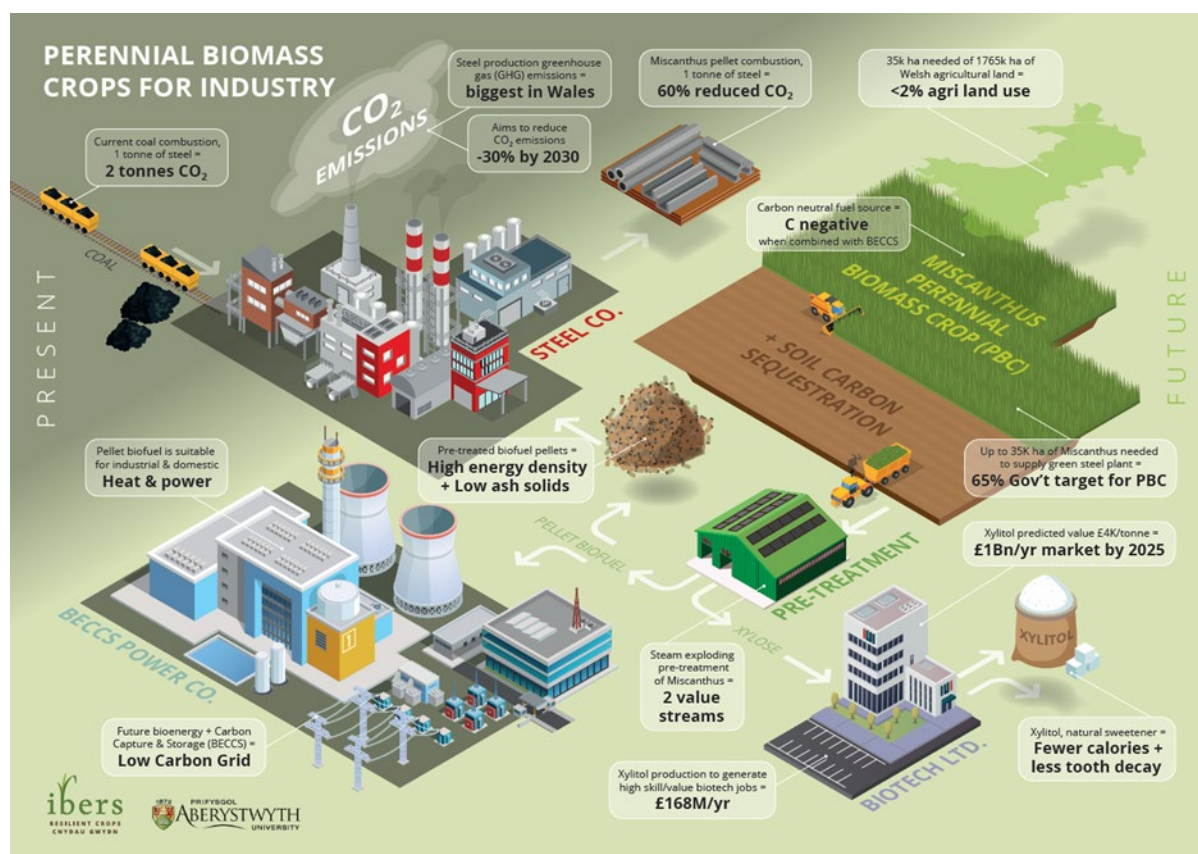 PERENNIAL BIOMASS
CROPS FOR INDUSTRY
CO₂
EMISSIONS
Steel production greenhouse
gas (GHG) emissions =
biggest in Wales
Aims to reduce
CO₂ emissions
-30% by 2030
Miscanthus pellet combustion,
1 tonne of steel =
60% reduced CO₂
35k ha needed of 1765k ha of
Welsh agricultural land =
<2% agri land use
Current coal combustion,
1 tonne of steel =
2 tonnes CO₂
COAL
PRESENT
STEEL CO.
Carbon neutral fuel source =
C negative
when combined with BECCS
MISCANTHUS
PERENNIAL
BIOMASS CROP (PBC)
+ SOIL CARBON
SEQUESTRATION
FUTURE
Pellet biofuel is suitable
for industrial & domestic
Heat & power
Pre-treated biofuel pellets =
High energy density
+ Low ash solids
Up to 35K ha of Miscanthus needed
to supply green steel plant =
65% Gov't target for PBC
PELLET BIOFUEL
PRE-TREATMENT
XYLOSE
Xylitol predicted value £4K/tonne =
£1Bn/yr market by 2025
XYLITOL
1
BECCS POWER CO.
Steam exploding
pre-treatment
of Miscanthus =
2 value
streams
Future bioenergy + Carbon
Capture & Storage (BECCS) =
Low Carbon Grid
Xylitol production to generate
high skill/value biotech jobs =
£168M/yr
BIOTECH LTD.
Xylitol, natural sweetener =
Fewer calories +
less tooth decay
ibers
RESILIENT CROPS
CNYDAU GWYDN
1872
PRIFYSGOL
ABERYSTWYTH
UNIVERSITY